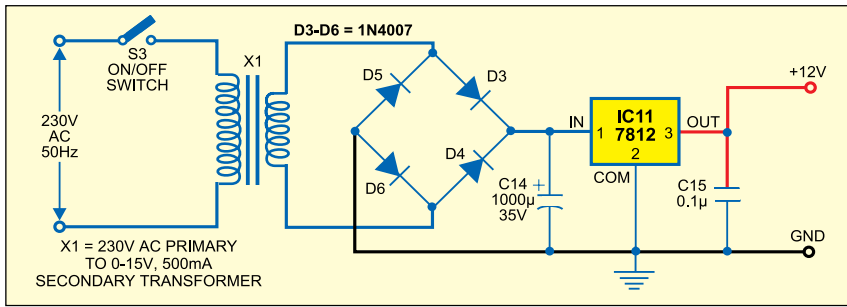 D3-D6 = 1N4007
S3
ON/OFF
SWITCH
X1
230V
AC
50Hz
D5
D3
D6
D4
IN
IC11
1 7812 3
2
OUT
COM
+12V
C14 +
1000µ
35V
C15
0.1µ
GND
X1 = 230V AC PRIMARY
TO 0-15V, 500mA
SECONDARY TRANSFORMER